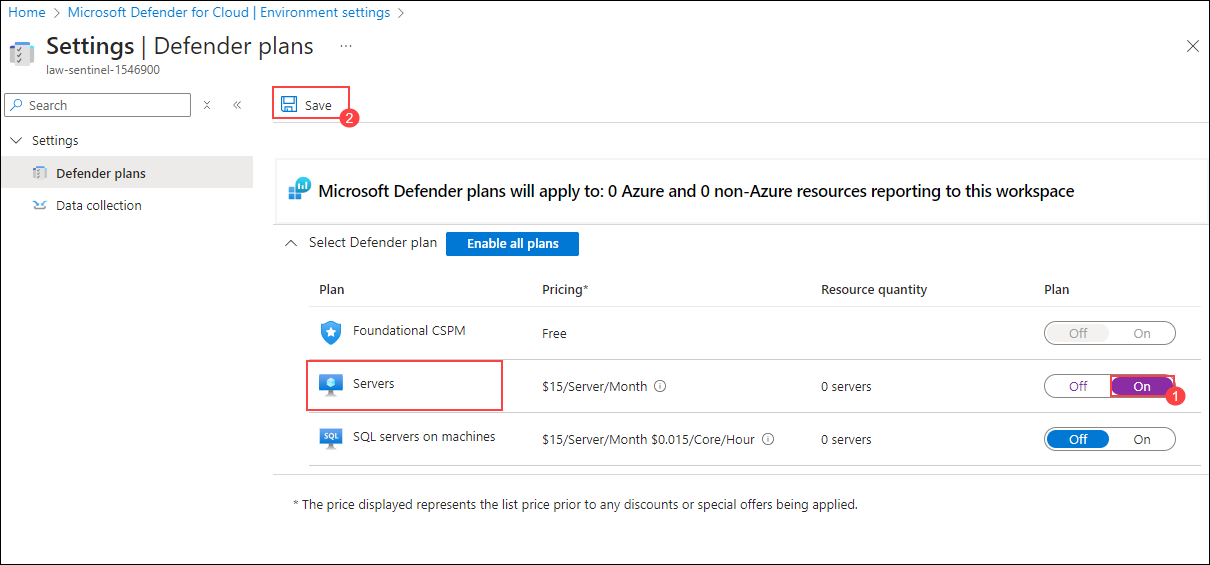 Home > Microsoft Defender for Cloud | Environment settings >
Settings | Defender plans ...
law-sentinel-1546900
Search
Save
2
Settings
Defender plans
Data collection
Microsoft Defender plans will apply to: 0 Azure and 0 non-Azure resources reporting to this workspace
Select Defender plan Enable all plans
Plan Pricing* Resource quantity Plan
Foundational CSPM Free Off On
Servers $15/Server/Month 0 servers Off On
1
SQL SQL servers on machines $15/Server/Month $0.015/Core/Hour 0 servers Off On
* The price displayed represents the list price prior to any discounts or special offers being applied.